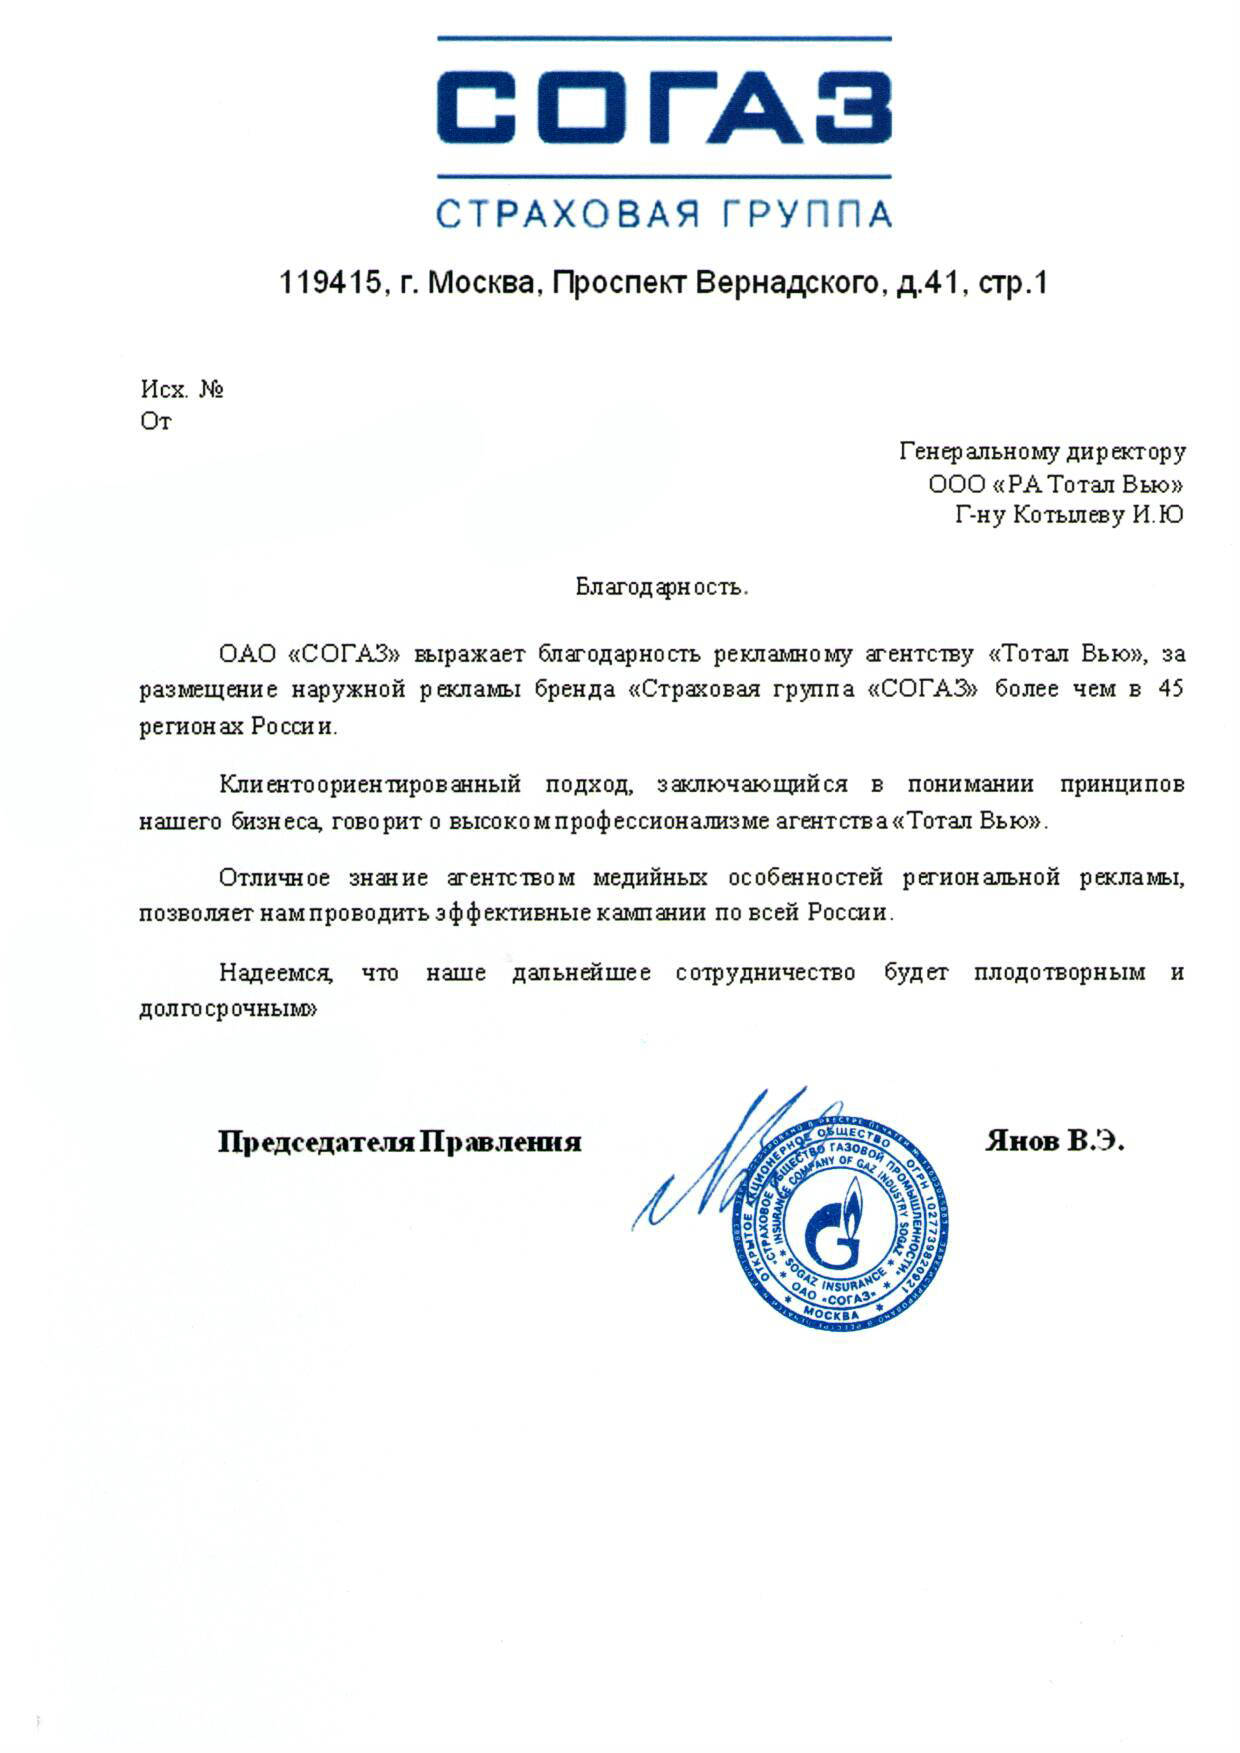 СОГАЗ
СТРАХОВАЯ ГРУППА
119415, г. Москва, Проспект Вернадского, д.41, стр.1
Исх. №
От
Генеральному директору
ООО «РА Тотал Вью»
Г-ну Котылеву И.Ю
Благодарность.
ОАО «СОГАЗ» выражает благодарность рекламному агентству «Тотал Вью», за
размещение наружной рекламы бренда «Страховая группа «СОГАЗ» более чем в 45
регионах России.
Клиентоориентированный подход, заключающийся в понимании принципов
нашего бизнеса, говорит о высоком профессионализме агентства «Тотал Вью».
Отличное знание агентством медийных особенностей региональной рекламы,
позволяет нам проводить эффективные кампании по всей России.
Надеемся, что наше дальнейшее сотрудничество будет плодотворным и
долгосрочным»
Председателя Правления
Янов В.Э.
ОТКРЫТОЕ АКЦИОНЕРНОЕ ОБЩЕСТВО ОГРН 1027739820921
«СТРАХОВОЕ ОБЩЕСТВО ГАЗОВОЙ ПРОМЫШЛЕННОСТИ»
INSURANCE COMPANY OF GAZ INDUSTRY SOGAZ
SOGAZ INSURANCE
ОАО «СОГАЗ»
МОСКВА